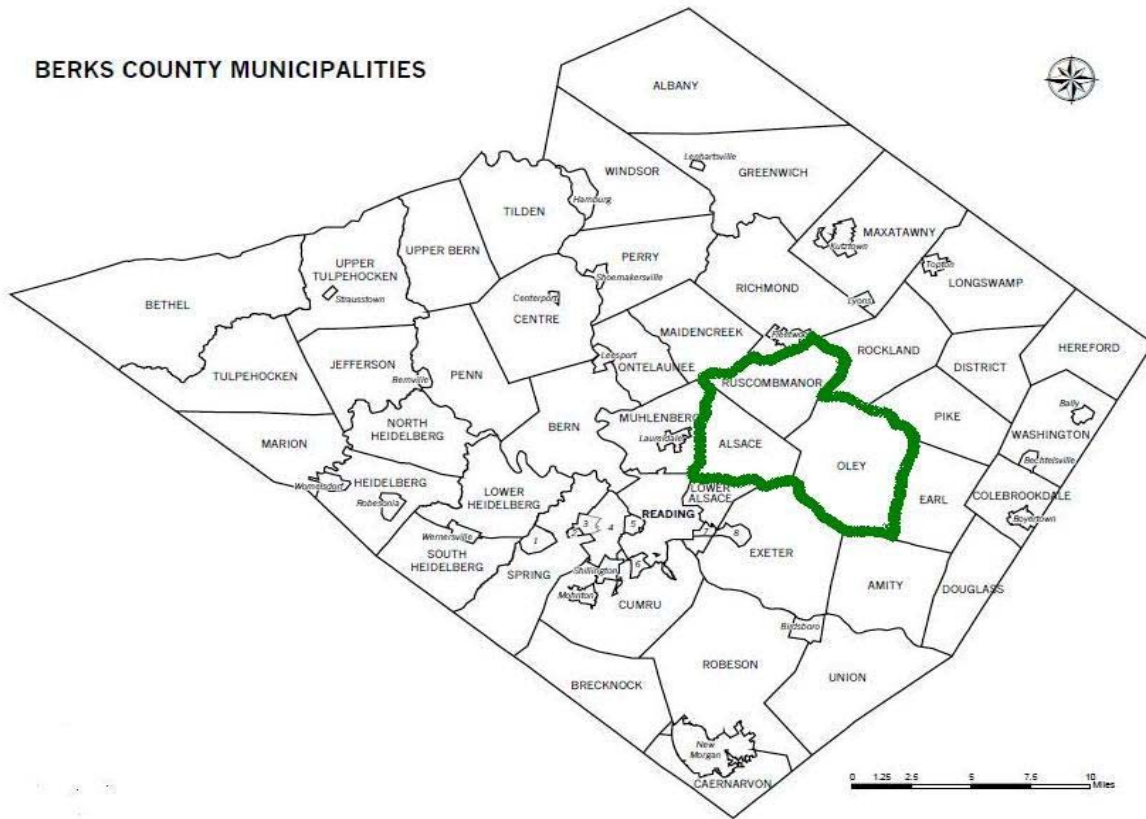 BERKS COUNTY MUNICIPALITIES
ALBANY
Lenhartsville
WINDSOR
GREENWICH
Hamburg
TILDEN
MAXATAWNY
Kutztown
UPPER BERN
PERRY
Topton
UPPER
TULPEHOCKEN
Shoemakersville
LONGSWAMP
RICHMOND
BETHEL
Strausstown
Centerport
Lyons
CENTRE
MAIDENCREEK
Fleetwood
HEREFORD
ROCKLAND
Leesport
JEFFERSON
ONTELAUNEE
DISTRICT
TULPEHOCKEN
Bernville
PENN
RUSCOMBMANOR
Bally
PIKE
MUHLENBERG
NORTH
HEIDELBERG
BERN
WASHINGTON
MARION
Laureldale
ALSACE
Bechtelsville
OLEY
HEIDELBERG
Womelsdorf
LOWER
HEIDELBERG
LOWER
ALSACE
EARL
COLEBROOKDALE
Robesonia
READING
Boyertown
3
4
5
2
7
8
Wernersville
1
EXETER
SOUTH
HEIDELBERG
6
Shillington
SPRING
AMITY
DOUGLASS
Mohnton
CUMRU
Birdsboro
ROBESON
UNION
BRECKNOCK
New
Morgan
CAERNARVON
0 1.25 2.5 5 7.5 10
Miles